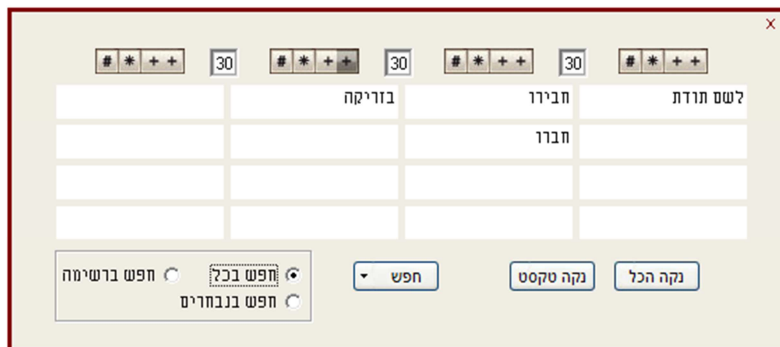 x
# * + + 30 # * + + 30 # * + + 30 # * + +
לשם תודת חבירו בזריקה
חברו
נקה הכל נקה טקסט חפש חפש בכל חפש ברשימה
חפש בנבחרים